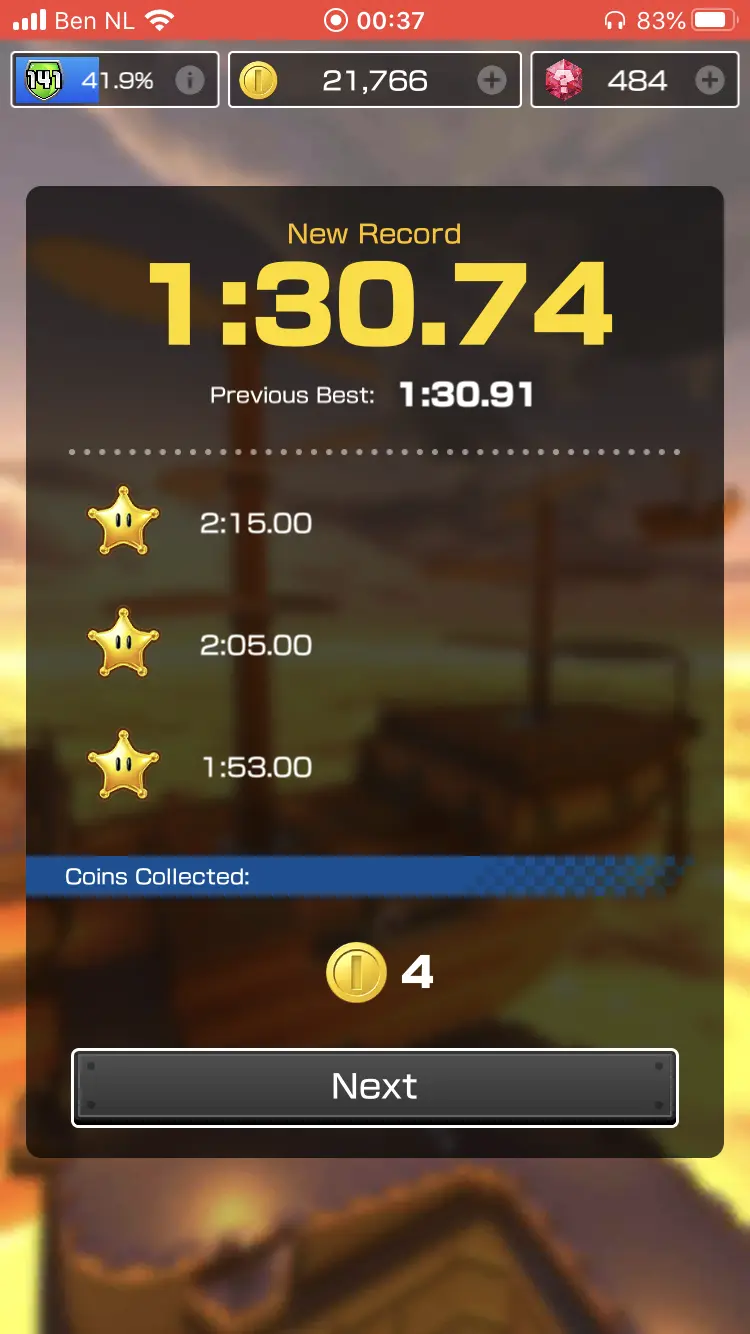 Ben NL 00:37 83%
141 41.9% i 21,766 + ? 484 +
New Record
1:30.74
Previous Best: 1:30.91
2:15.00
2:05.00
1:53.00
Coins Collected:
4
Next